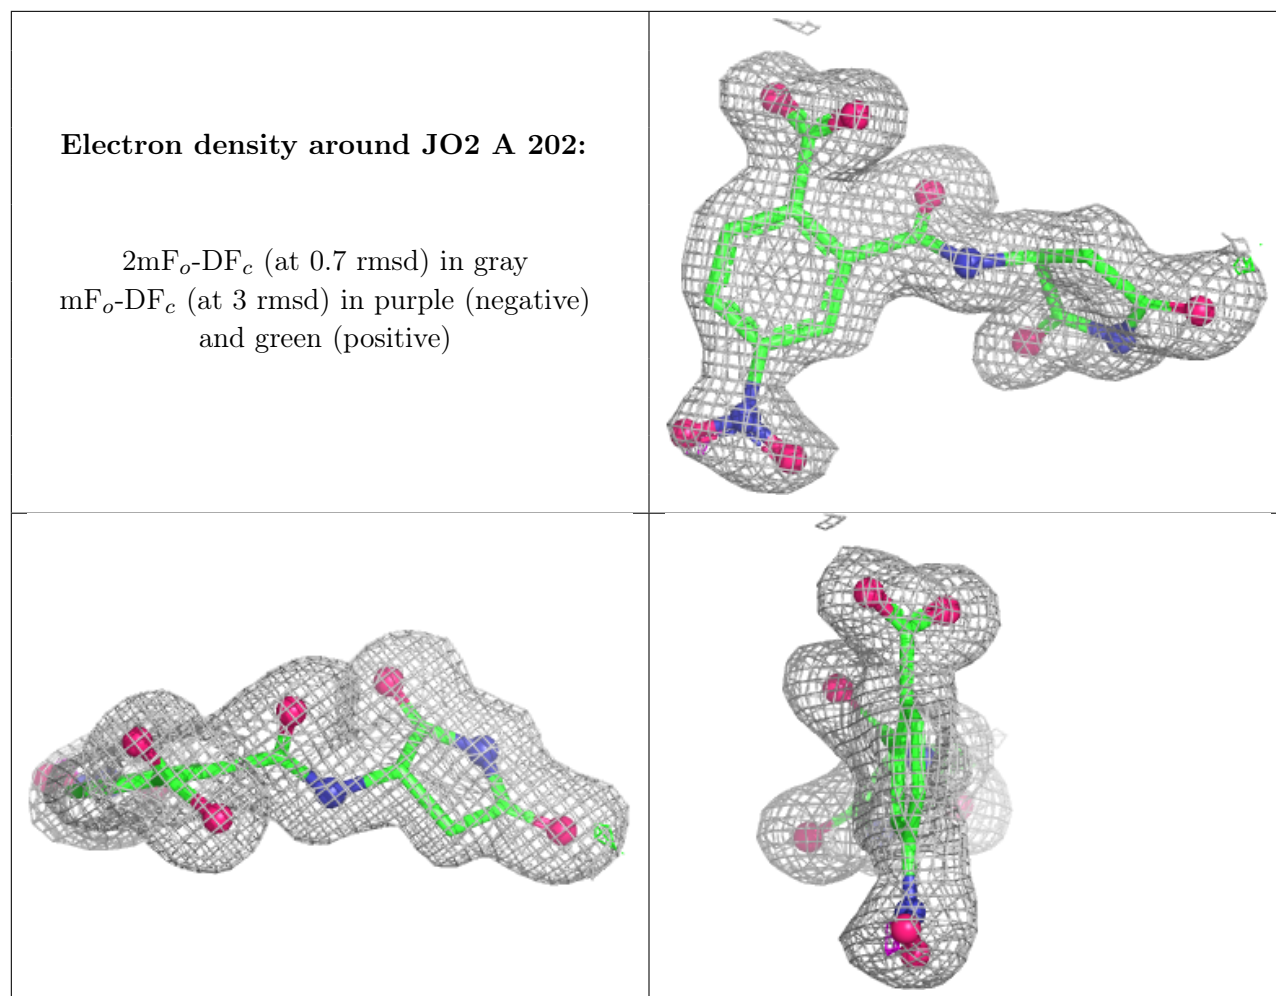 Electron density around JO2 A 202:
2mFo-DFc (at 0.7 rmsd) in gray
mFo-DFc (at 3 rmsd) in purple (negative)
and green (positive)